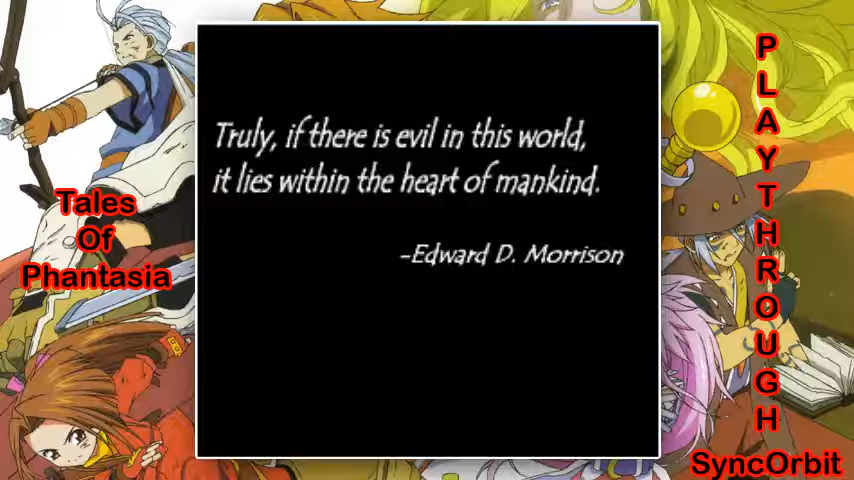 Truly, if there is evil in this world,
it lies within the heart of mankind.
-Edward D. Morrison
Tales
Of
Phantasia
PLAYTHROUGH
SyncOrbit